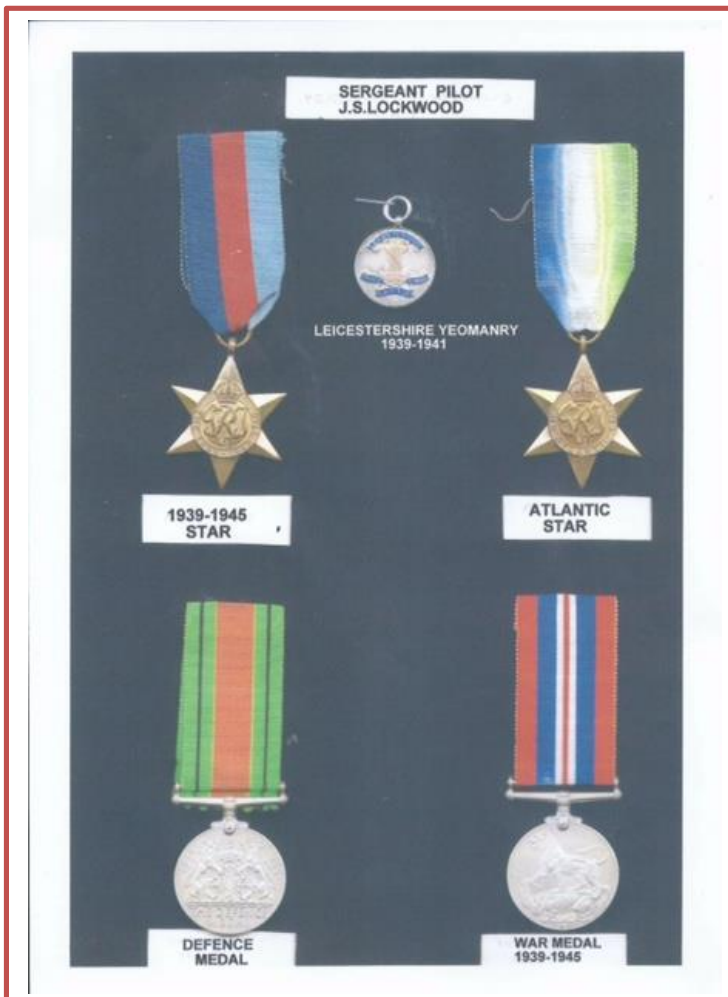 SERGEANT PILOT
J.S.LOCKWOOD
LEICESTERSHIRE YEOMANRY
1939-1941
1939-1945
STAR
ATLANTIC
STAR
DEFENCE
MEDAL
WAR MEDAL
1939-1945